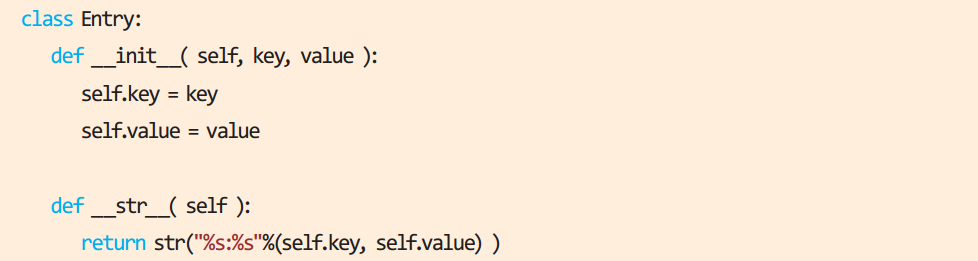 class Entry:
def __init__( self, key, value ):
self.key = key
self.value = value
def __str__( self ):
return str("%s:%s"%(self.key, self.value) )